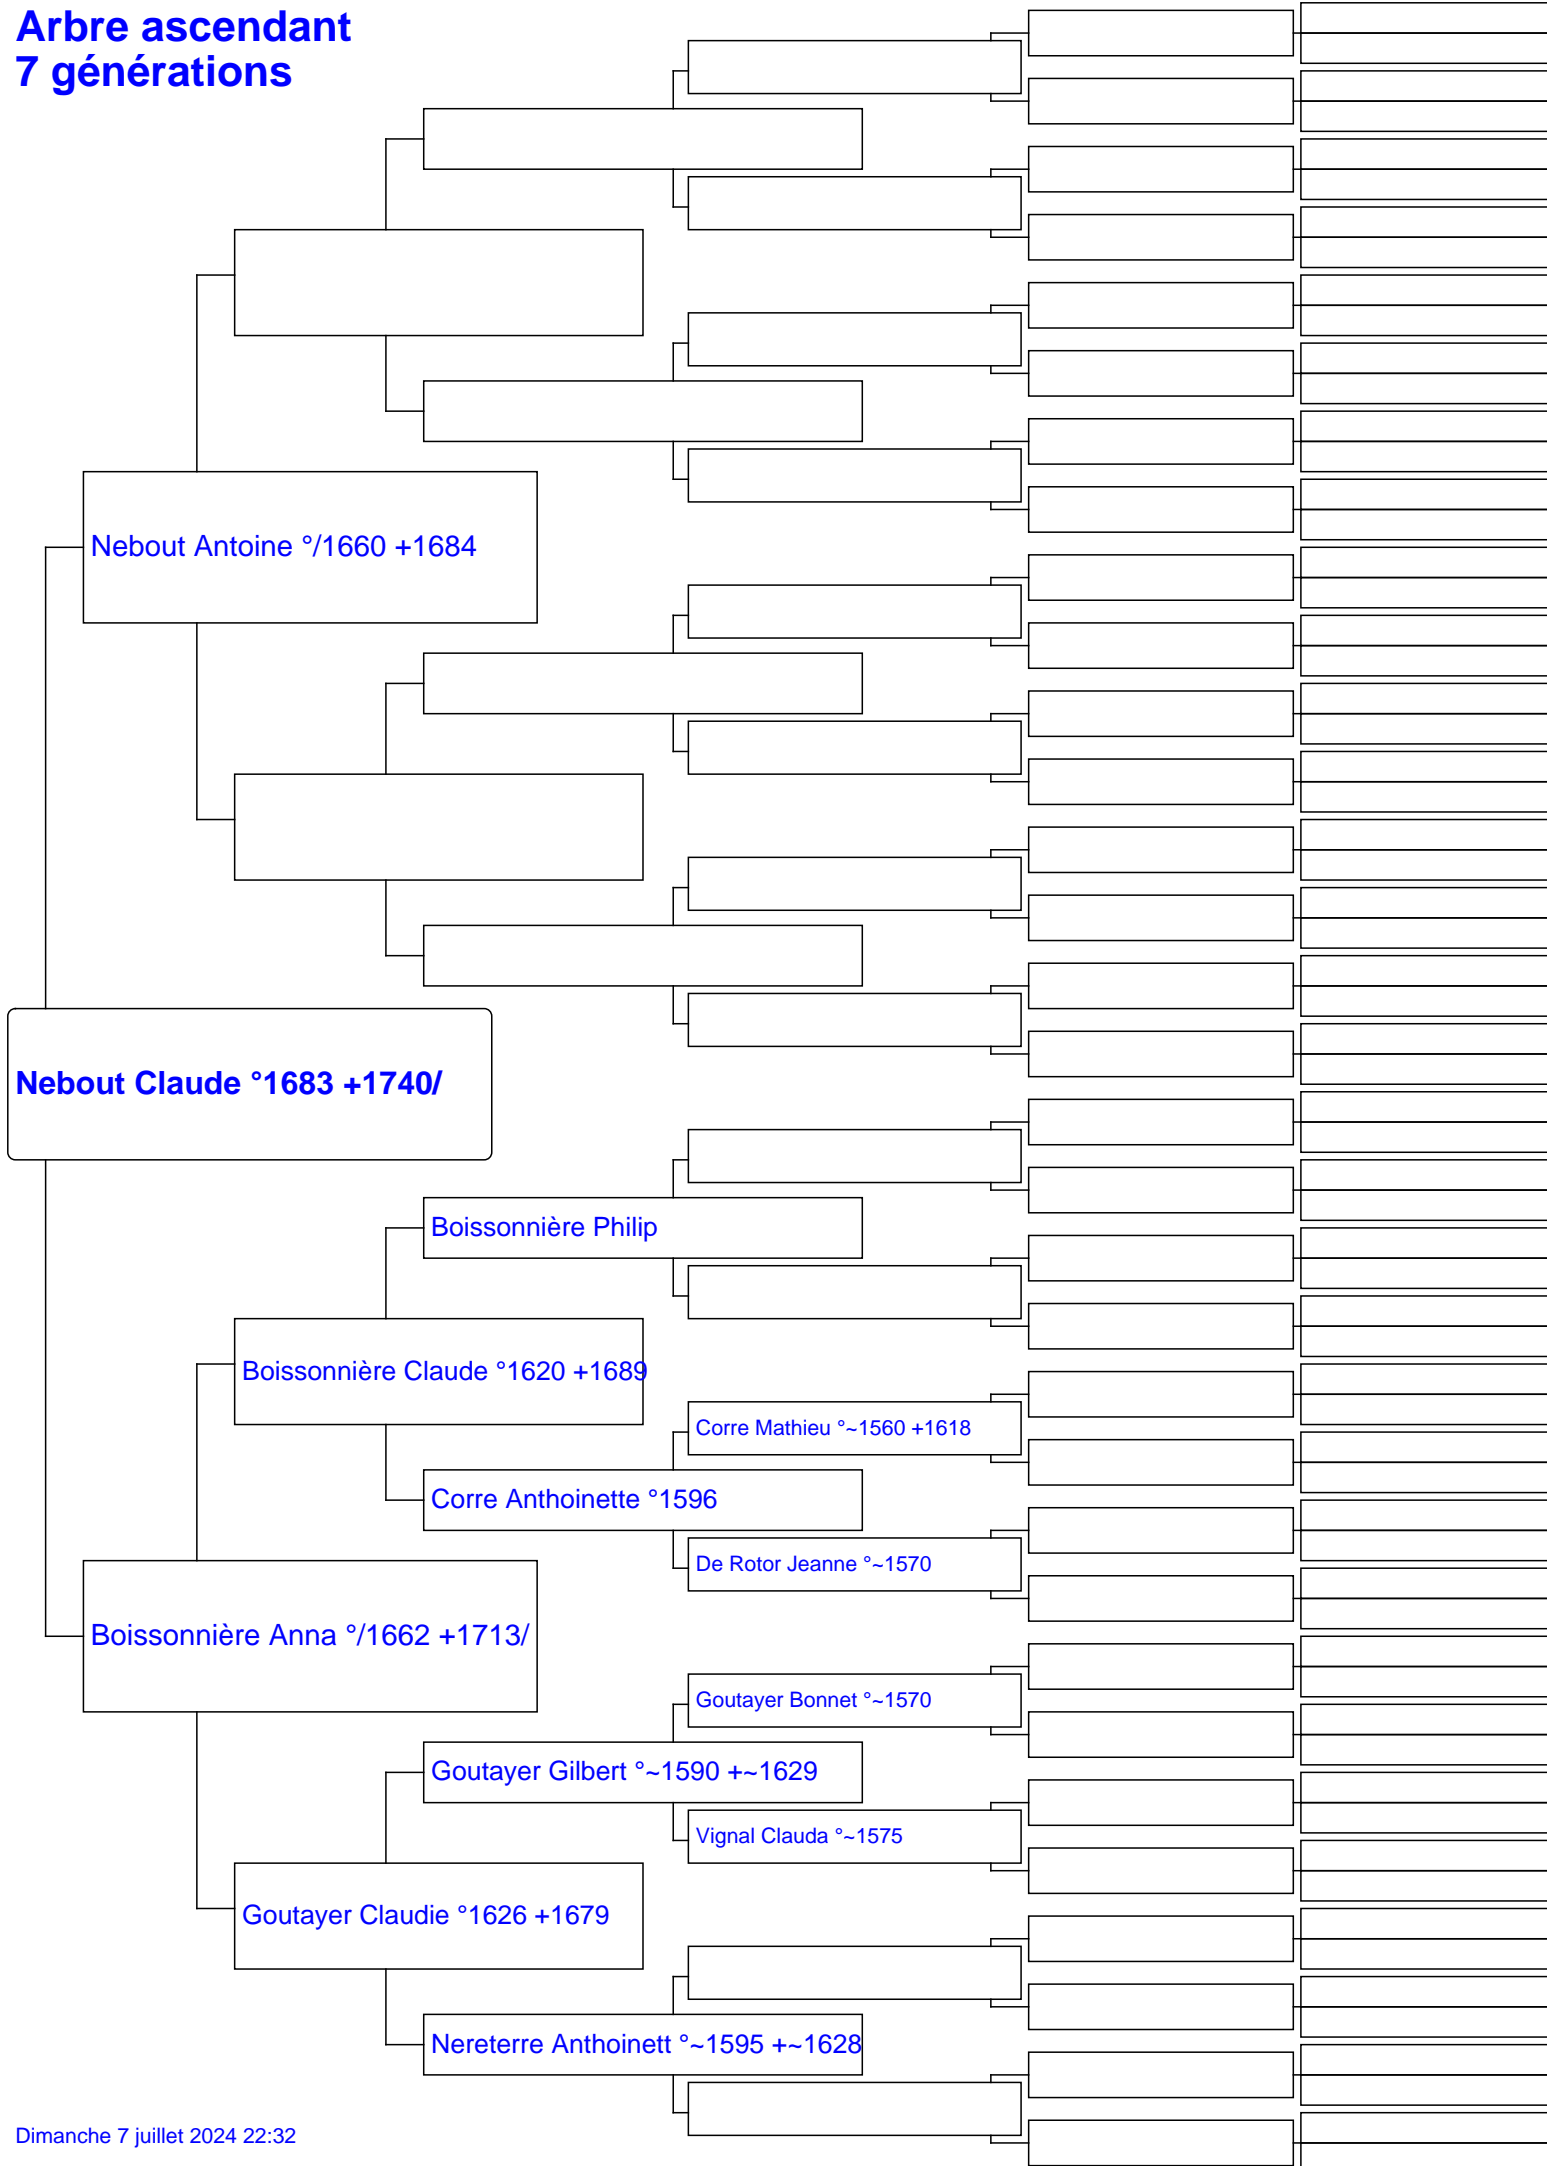 Arbre ascendant
7 générations
Nebout Antoine °/1660 +1684
Nebout Claude °1683 +1740/
Boissonnière Philip
Boissonnière Claude °1620 +1689
Corre Mathieu °~1560 +1618
Corre Anthoinette °1596
De Rotor Jeanne °~1570
Boissonnière Anna °/1662 +1713/
Goutayer Bonnet °~1570
Goutayer Gilbert °~1590 +~1629
Vignal Clauda °~1575
Goutayer Claudie °1626 +1679
Nereterre Anthoinett °~1595 +~1628
Dimanche 7 juillet 2024 22:32